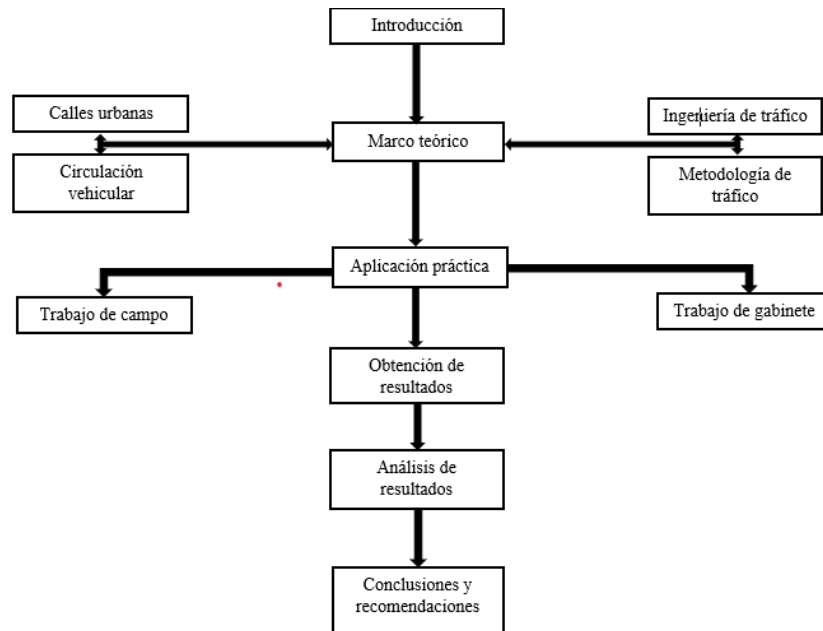 Introducción
Calles urbanas
Ingeniería de tráfico
Marco teórico
Circulación
vehicular
Metodología de
tráfico
Aplicación práctica
Trabajo de campo
Trabajo de gabinete
Obtención de
resultados
Análisis de
resultados
Conclusiones y
recomendaciones